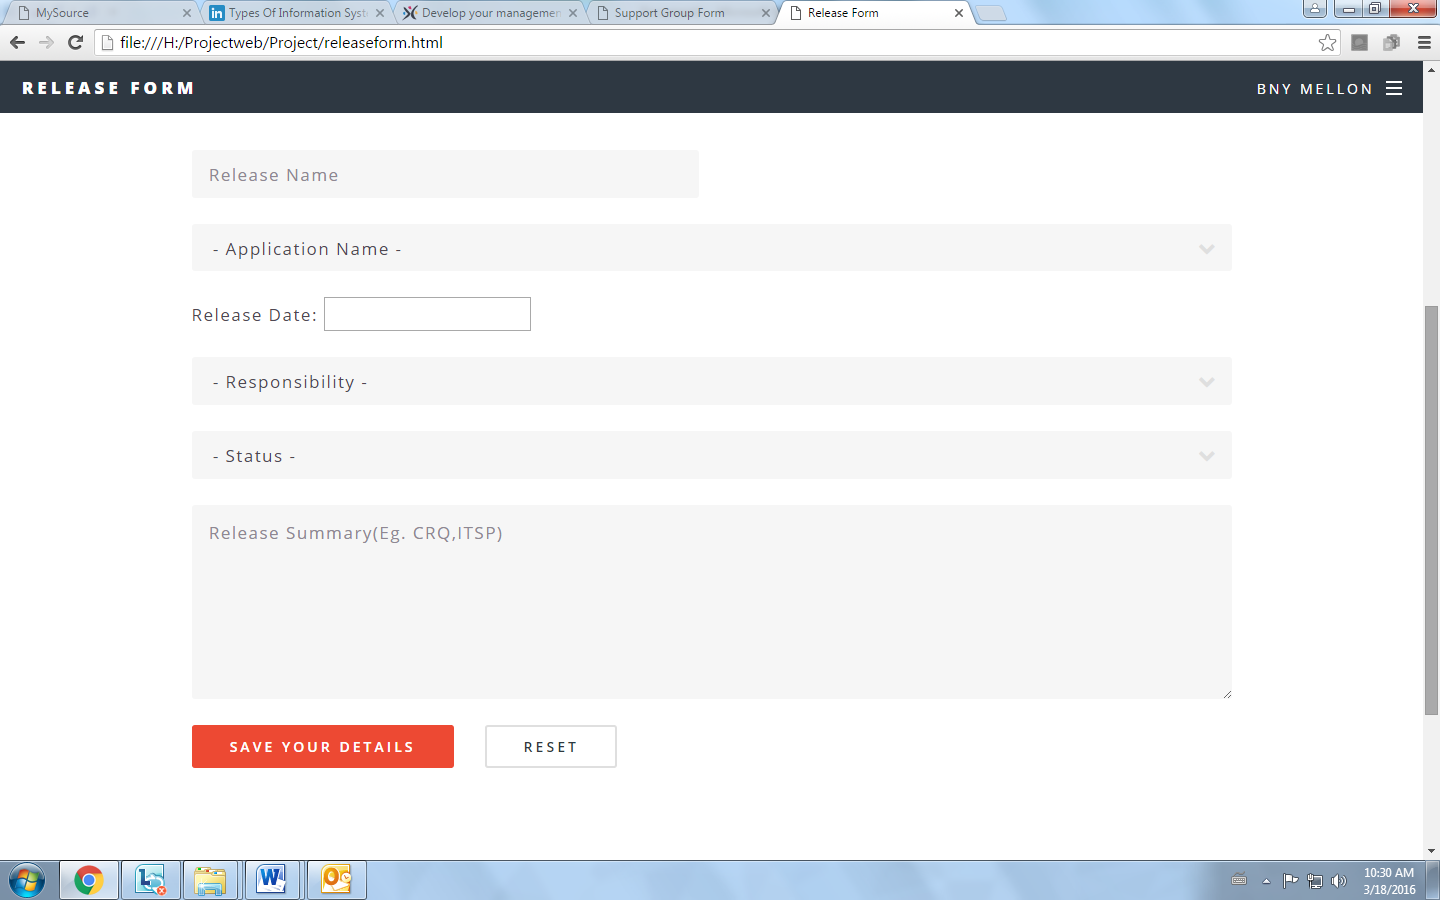 MySource
Types Of Information Syst
Develop your managemen
Support Group Form
Release Form
file:///H:/Projectweb/Project/releaseform.html
RELEASE FORM
BNY MELLON
Release Name
- Application Name -
Release Date:
- Responsibility -
- Status -
Release Summary(Eg. CRQ,ITSP)
SAVE YOUR DETAILS
RESET
10:30 AM
3/18/2016